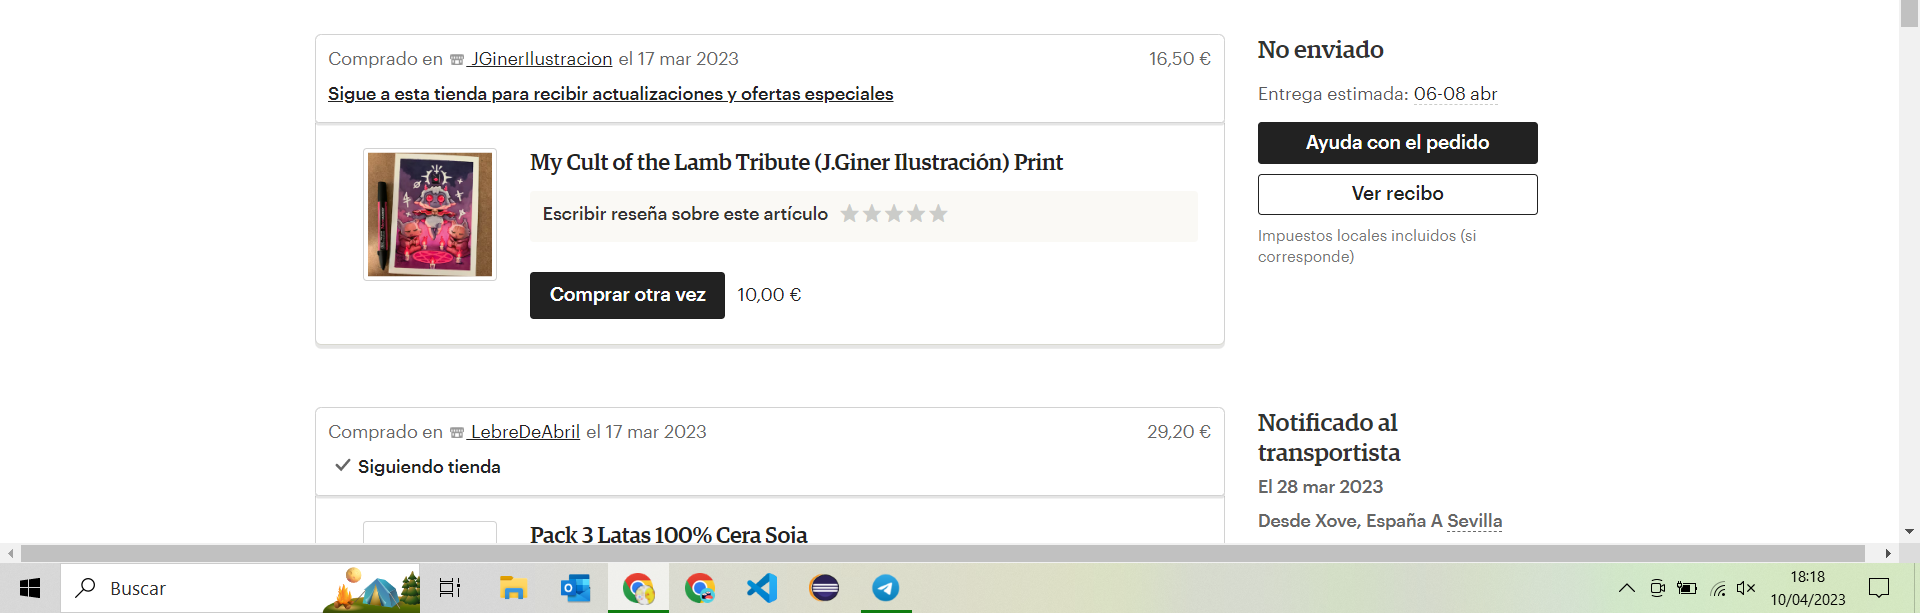 Comprado en JGinerIlustracion el 17 mar 2023 16,50 €
Sigue a esta tienda para recibir actualizaciones y ofertas especiales
My Cult of the Lamb Tribute (J.Giner Ilustración) Print
Escribir reseña sobre este artículo
Comprar otra vez 10,00 €
No enviado
Entrega estimada: 06-08 abr
Ayuda con el pedido
Ver recibo
Impuestos locales incluidos (si
corresponde)
Comprado en LebreDeAbril el 17 mar 2023 29,20 €
Siguiendo tienda
Pack 3 Latas 100% Cera Soja
Notificado al
transportista
El 28 mar 2023
Desde Xove, España A Sevilla
Buscar
18:18
10/04/2023